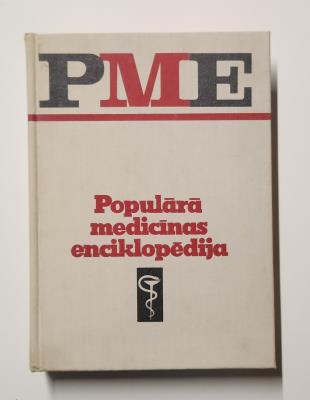 PME
Populārā
medicīnas
enciklopēdija